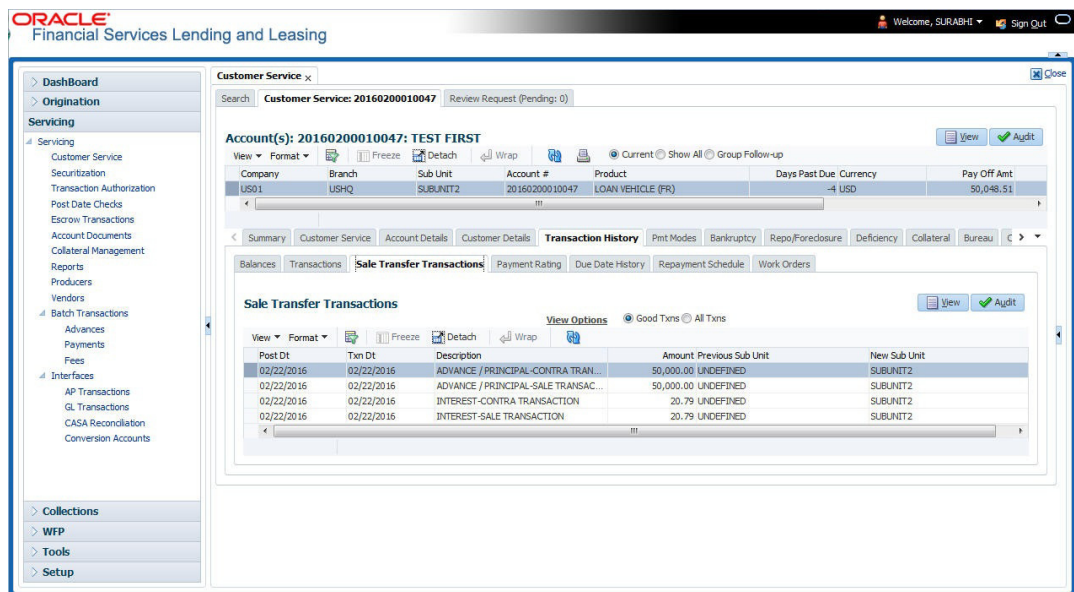 ORACLE®
Financial Services Lending and Leasing
Welcome, SURABHI
Sign Out
DashBoard
Origination
Servicing
Servicing
Customer Service
Securitization
Transaction Authorization
Post Date Checks
Escrow Transactions
Account Documents
Collateral Management
Reports
Producers
Vendors
Batch Transactions
Advances
Payments
Fees
Interfaces
AP Transactions
GL Transactions
CASA Reconciliation
Conversion Accounts
Collections
WFP
Tools
Setup
Customer Service
Close
Search Customer Service: 20160200010047 Review Request (Pending: 0)
Account(s): 20160200010047: TEST FIRST
View Audit
View Format Freeze Detach Wrap Current Show All Group Follow-up
Company Branch Sub Unit Account # Product Days Past Due Currency Pay Off Amt
US01 USHQ SUBUNIT2 20160200010047 LOAN VEHICLE (FR) -4 USD 50,048.51
Summary Customer Service Account Details Customer Details Transaction History Pmt Modes Bankruptcy Repo/Foreclosure Deficiency Collateral Bureau
Balances Transactions Sale Transfer Transactions Payment Rating Due Date History Repayment Schedule Work Orders
Sale Transfer Transactions
View Audit
View Options Good Txns All Txns
View Format Freeze Detach Wrap
Post Dt Txn Dt Description Amount Previous Sub Unit New Sub Unit
02/22/2016 02/22/2016 ADVANCE / PRINCIPAL-CONTRA TRAN... 50,000.00 UNDEFINED SUBUNIT2
02/22/2016 02/22/2016 ADVANCE / PRINCIPAL-SALE TRANSAC... 50,000.00 UNDEFINED SUBUNIT2
02/22/2016 02/22/2016 INTEREST-CONTRA TRANSACTION 20.79 UNDEFINED SUBUNIT2
02/22/2016 02/22/2016 INTEREST-SALE TRANSACTION 20.79 UNDEFINED SUBUNIT2